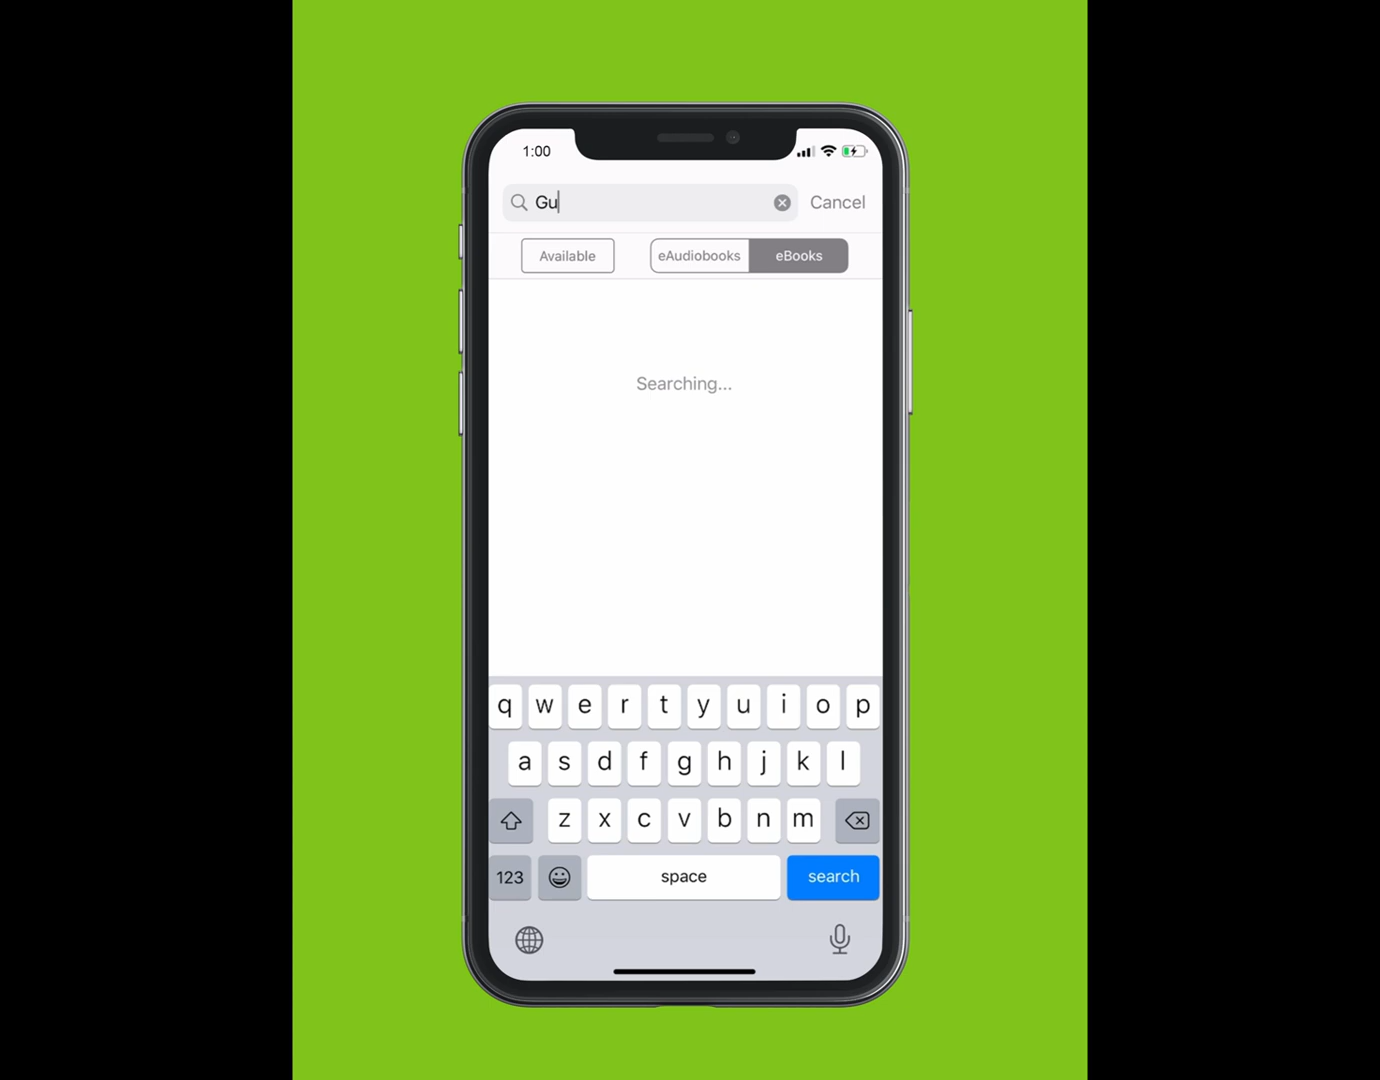 1:00
Gu Cancel
Available eAudiobooks eBooks
Searching...
q w e r t y u i o p
a s d f g h j k l
z x c v b n m
123 space search